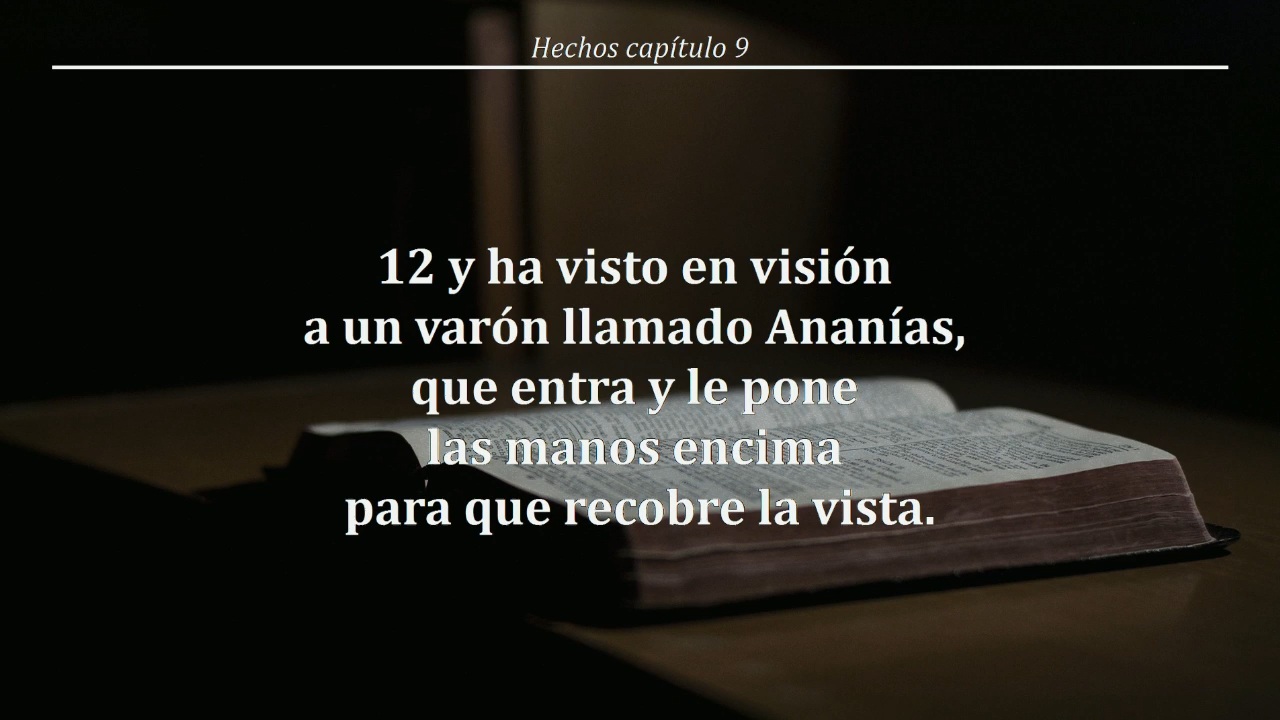 Hechos capítulo 9
12 y ha visto en visión
a un varón llamado Ananías,
que entra y le pone
las manos encima
para que recobre la vista.